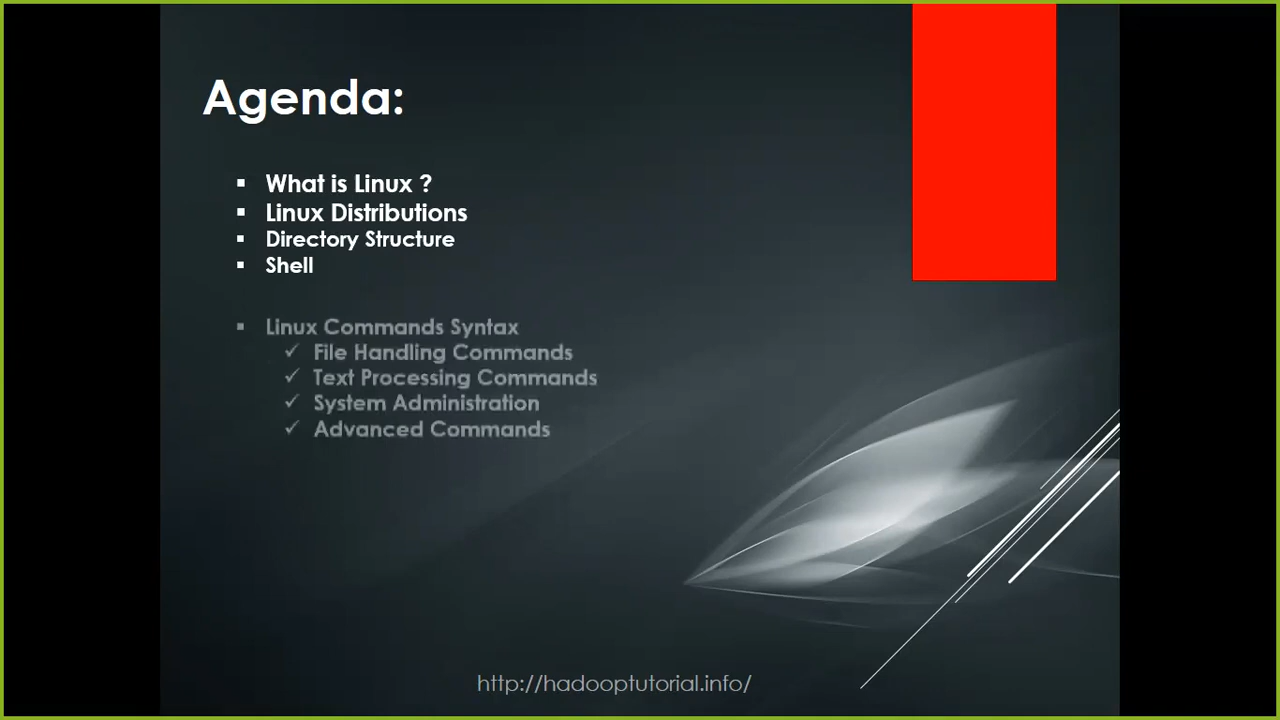 Agenda:
What is Linux ?
Linux Distributions
Directory Structure
Shell
Linux Commands Syntax
File Handling Commands
Text Processing Commands
System Administration
Advanced Commands
http://hadooptutorial.info/